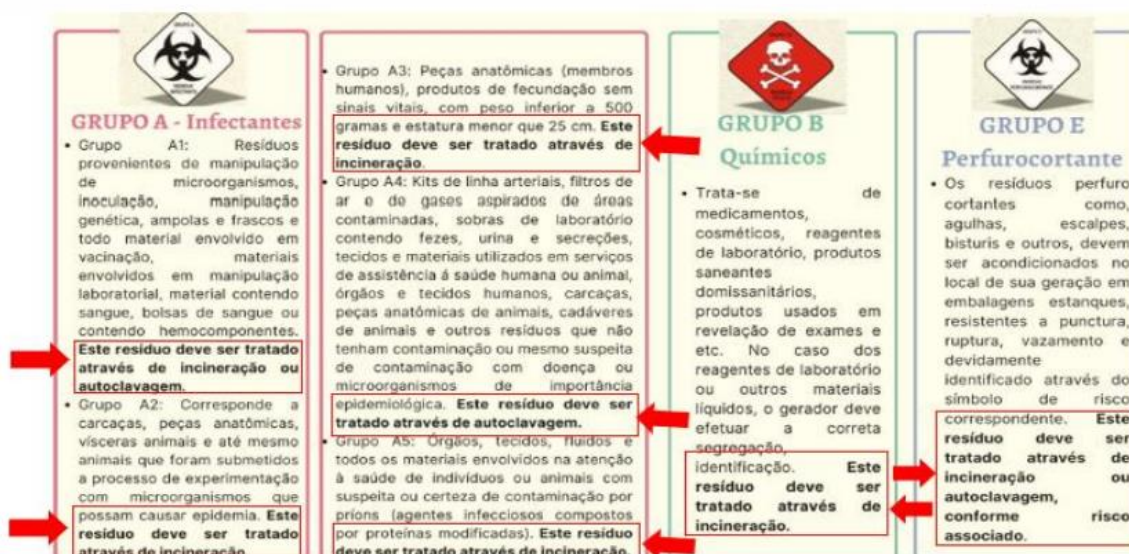 GRUPO A - Infectantes
• Grupo A1: Resíduos
provenientes de manipulação
de microorganismos,
inoculação, manipulação
genética, ampolas e frascos e
todo material envolvido em
vacinação, materiais
envolvidos em manipulação
laboratorial, material contendo
sangue, bolsas de sangue ou
contendo hemocomponentes.
Este resíduo deve ser tratado
através de incineração ou
autoclavagem.
• Grupo A2: Corresponde a
carcaças, peças anatômicas,
vísceras animais e até mesmo
animais que foram submetidos
a processo de experimentação
com microorganismos que
possam causar epidemia. Este
resíduo deve ser tratado
através de incineração
• Grupo A3: Peças anatômicas (membros
humanos), produtos de fecundação sem
sinais vitais, com peso inferior a 500
gramas e estatura menor que 25 cm. Este
resíduo deve ser tratado através de
incineração.
• Grupo A4: Kits de linha arteriais, filtros de
ar e de gases aspirados de áreas
contaminadas, sobras de laboratório
contendo fezes, urina e secreções,
tecidos e materiais utilizados em serviços
de assistência á saúde humana ou animal,
órgãos e tecidos humanos, carcaças,
peças anatômicas de animais, cadáveres
de animais e outros resíduos que não
tenham contaminação ou mesmo suspeita
de contaminação com doença ou
microorganismos de importância
epidemiológica. Este resíduo deve ser
tratado através de autoclavagem.
• Grupo A5: Órgãos, tecidos, fluidos e
todos os materiais envolvidos na atenção
à saúde de indivíduos ou animais com
suspeita ou certeza de contaminação por
príons (agentes infecciosos compostos
por proteínas modificadas). Este resíduo
deve ser tratado através de incineração.
GRUPO B
Químicos
• Trata-se de
medicamentos,
cosméticos, reagentes
de laboratório, produtos
saneantes
domissanitários,
produtos usados em
revelação de exames e
etc. No caso dos
reagentes de laboratório
ou outros materiais
líquidos, o gerador deve
efetuar a correta
segregação,
identificação. Este
resíduo deve ser
tratado através de
incineração.
GRUPO E
Perfurocortante
• Os resíduos perfuro
cortantes como,
agulhas, escalpes,
bisturis e outros, devem
ser acondicionados no
local de sua geração em
embalagens estanques,
resistentes a punctura,
ruptura, vazamento e
devidamente
identificado através do
símbolo de risco
correspondente. Este
resíduo deve ser
tratado através de
incineração ou
autoclavagem,
conforme risco
associado.